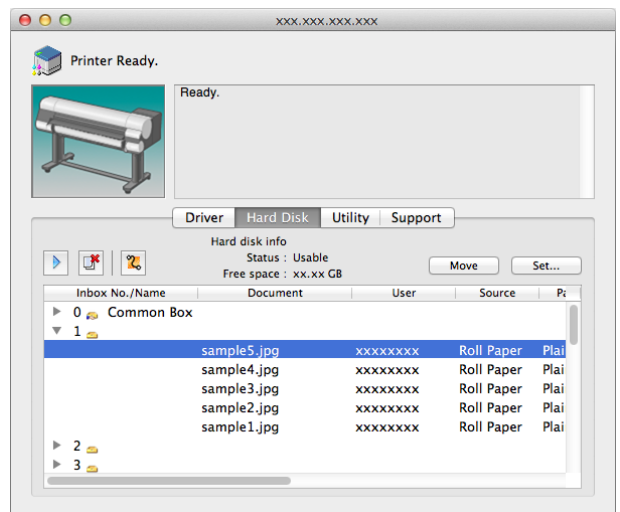 xxx.xxx.xxx.xxx
Printer Ready.
Ready.
Driver Hard Disk Utility Support
Hard disk info
Status : Usable
Free space : xx.xx GB
Move Set...
Inbox No./Name Document User Source Pa
0 Common Box
1
sample5.jpg xxxxxxxx Roll Paper Plai
sample4.jpg xxxxxxxx Roll Paper Plai
sample3.jpg xxxxxxxx Roll Paper Plai
sample2.jpg xxxxxxxx Roll Paper Plai
sample1.jpg xxxxxxxx Roll Paper Plai
2
3